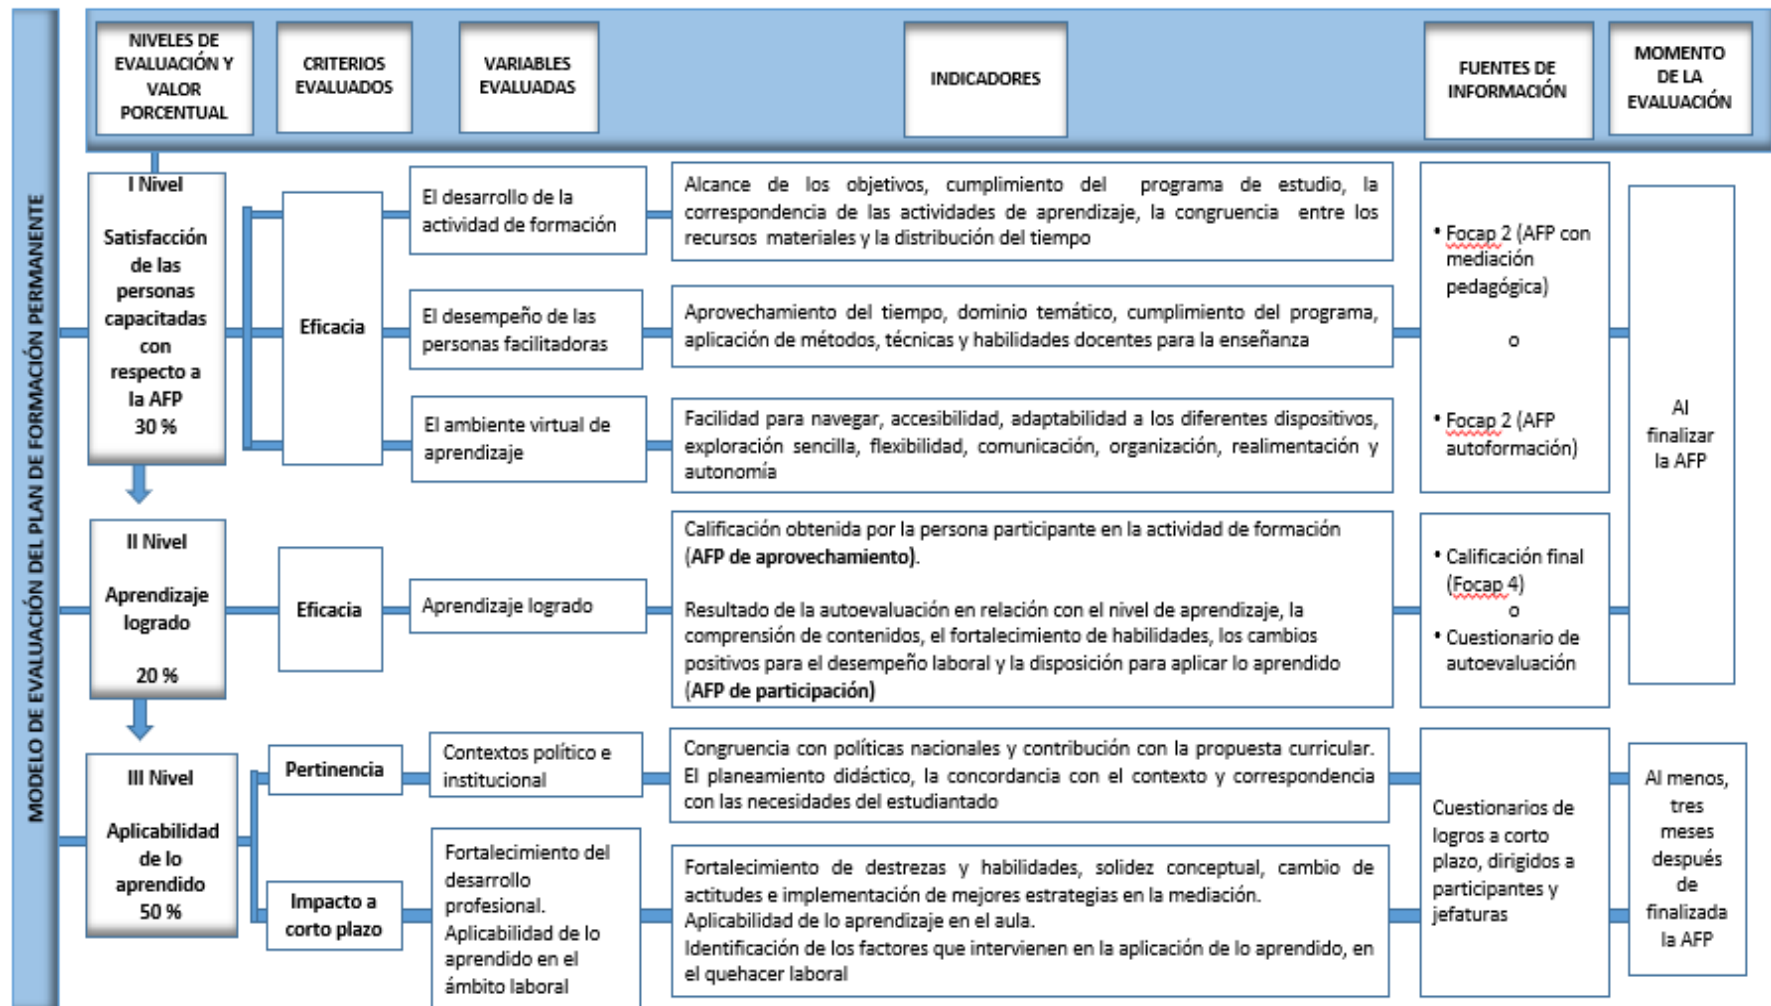 MODELO DE EVALUACIÓN DEL PLAN DE FORMACIÓN PERMANENTE
NIVELES DE
EVALUACIÓN Y
VALOR
PORCENTUAL
CRITERIOS
EVALUADOS
VARIABLES
EVALUADAS
INDICADORES
FUENTES DE
INFORMACIÓN
MOMENTO
DE LA
EVALUACIÓN
I Nivel
Satisfacción
de las
personas
capacitadas
con
respecto a
la AFP
30 %
Eficacia
El desarrollo de la
actividad de formación
Alcance de los objetivos, cumplimiento del programa de estudio, la
correspondencia de las actividades de aprendizaje, la congruencia entre los
recursos materiales y la distribución del tiempo
El desempeño de las
personas facilitadoras
Aprovechamiento del tiempo, dominio temático, cumplimiento del programa,
aplicación de métodos, técnicas y habilidades docentes para la enseñanza
El ambiente virtual de
aprendizaje
Facilidad para navegar, accesibilidad, adaptabilidad a los diferentes dispositivos,
exploración sencilla, flexibilidad, comunicación, organización, realimentación y
autonomía
• Focap 2 (AFP con
mediación
pedagógica)
o
• Focap 2 (AFP
autoformación)
Al
finalizar
la AFP
II Nivel
Aprendizaje
logrado
20 %
Eficacia
Aprendizaje logrado
Calificación obtenida por la persona participante en la actividad de formación
(AFP de aprovechamiento).
Resultado de la autoevaluación en relación con el nivel de aprendizaje, la
comprensión de contenidos, el fortalecimiento de habilidades, los cambios
positivos para el desempeño laboral y la disposición para aplicar lo aprendido
(AFP de participación)
• Calificación final
(Focap 4)
o
• Cuestionario de
autoevaluación
III Nivel
Aplicabilidad
de lo
aprendido
50 %
Pertinencia
Contextos político e
institucional
Congruencia con políticas nacionales y contribución con la propuesta curricular.
El planeamiento didáctico, la concordancia con el contexto y correspondencia
con las necesidades del estudiantado
Impacto a
corto plazo
Fortalecimiento del
desarrollo
profesional.
Aplicabilidad de lo
aprendido en el
ámbito laboral
Fortalecimiento de destrezas y habilidades, solidez conceptual, cambio de
actitudes e implementación de mejores estrategias en la mediación.
Aplicabilidad de lo aprendizaje en el aula.
Identificación de los factores que intervienen en la aplicación de lo aprendido, en
el quehacer laboral
Cuestionarios de
logros a corto
plazo, dirigidos a
participantes y
jefaturas
Al menos,
tres
meses
después
de
finalizada
la AFP